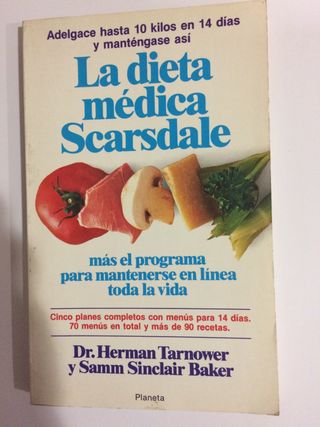 Adelgace hasta 10 kilos en 14 días
y manténgase así
La dieta
médica
Scarsdale
más el programa
para mantenerse en línea
toda la vida
Cinco planes completos con menús para 14 días.
70 menús en total y más de 90 recetas.
Dr. Herman Tarnower
y Samm Sinclair Baker
Planeta